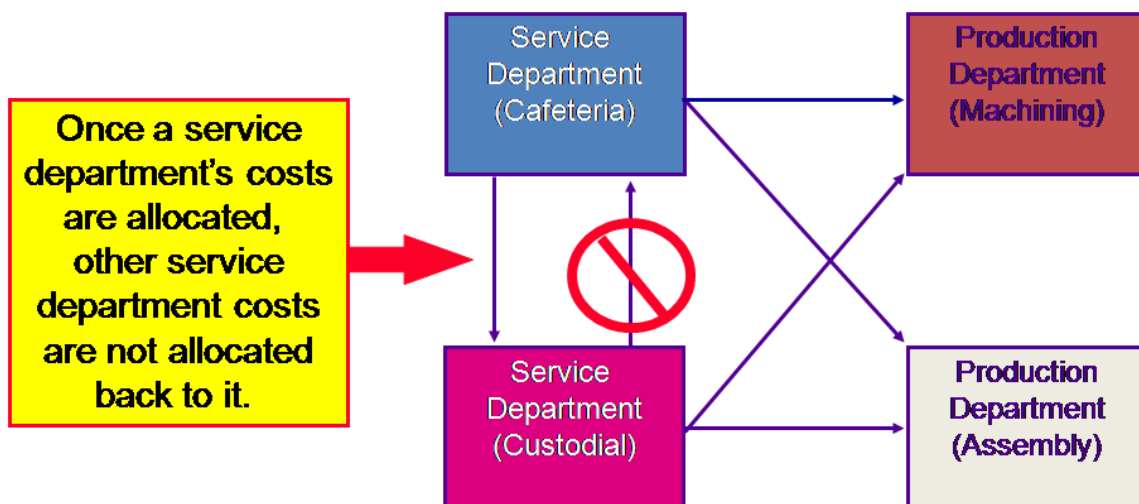 Once a service
department's costs
are allocated,
other service
department costs
are not allocated
back to it.
Service
Department
(Cafeteria)
Production
Department
(Machining)
Service
Department
(Custodial)
Production
Department
(Assembly)